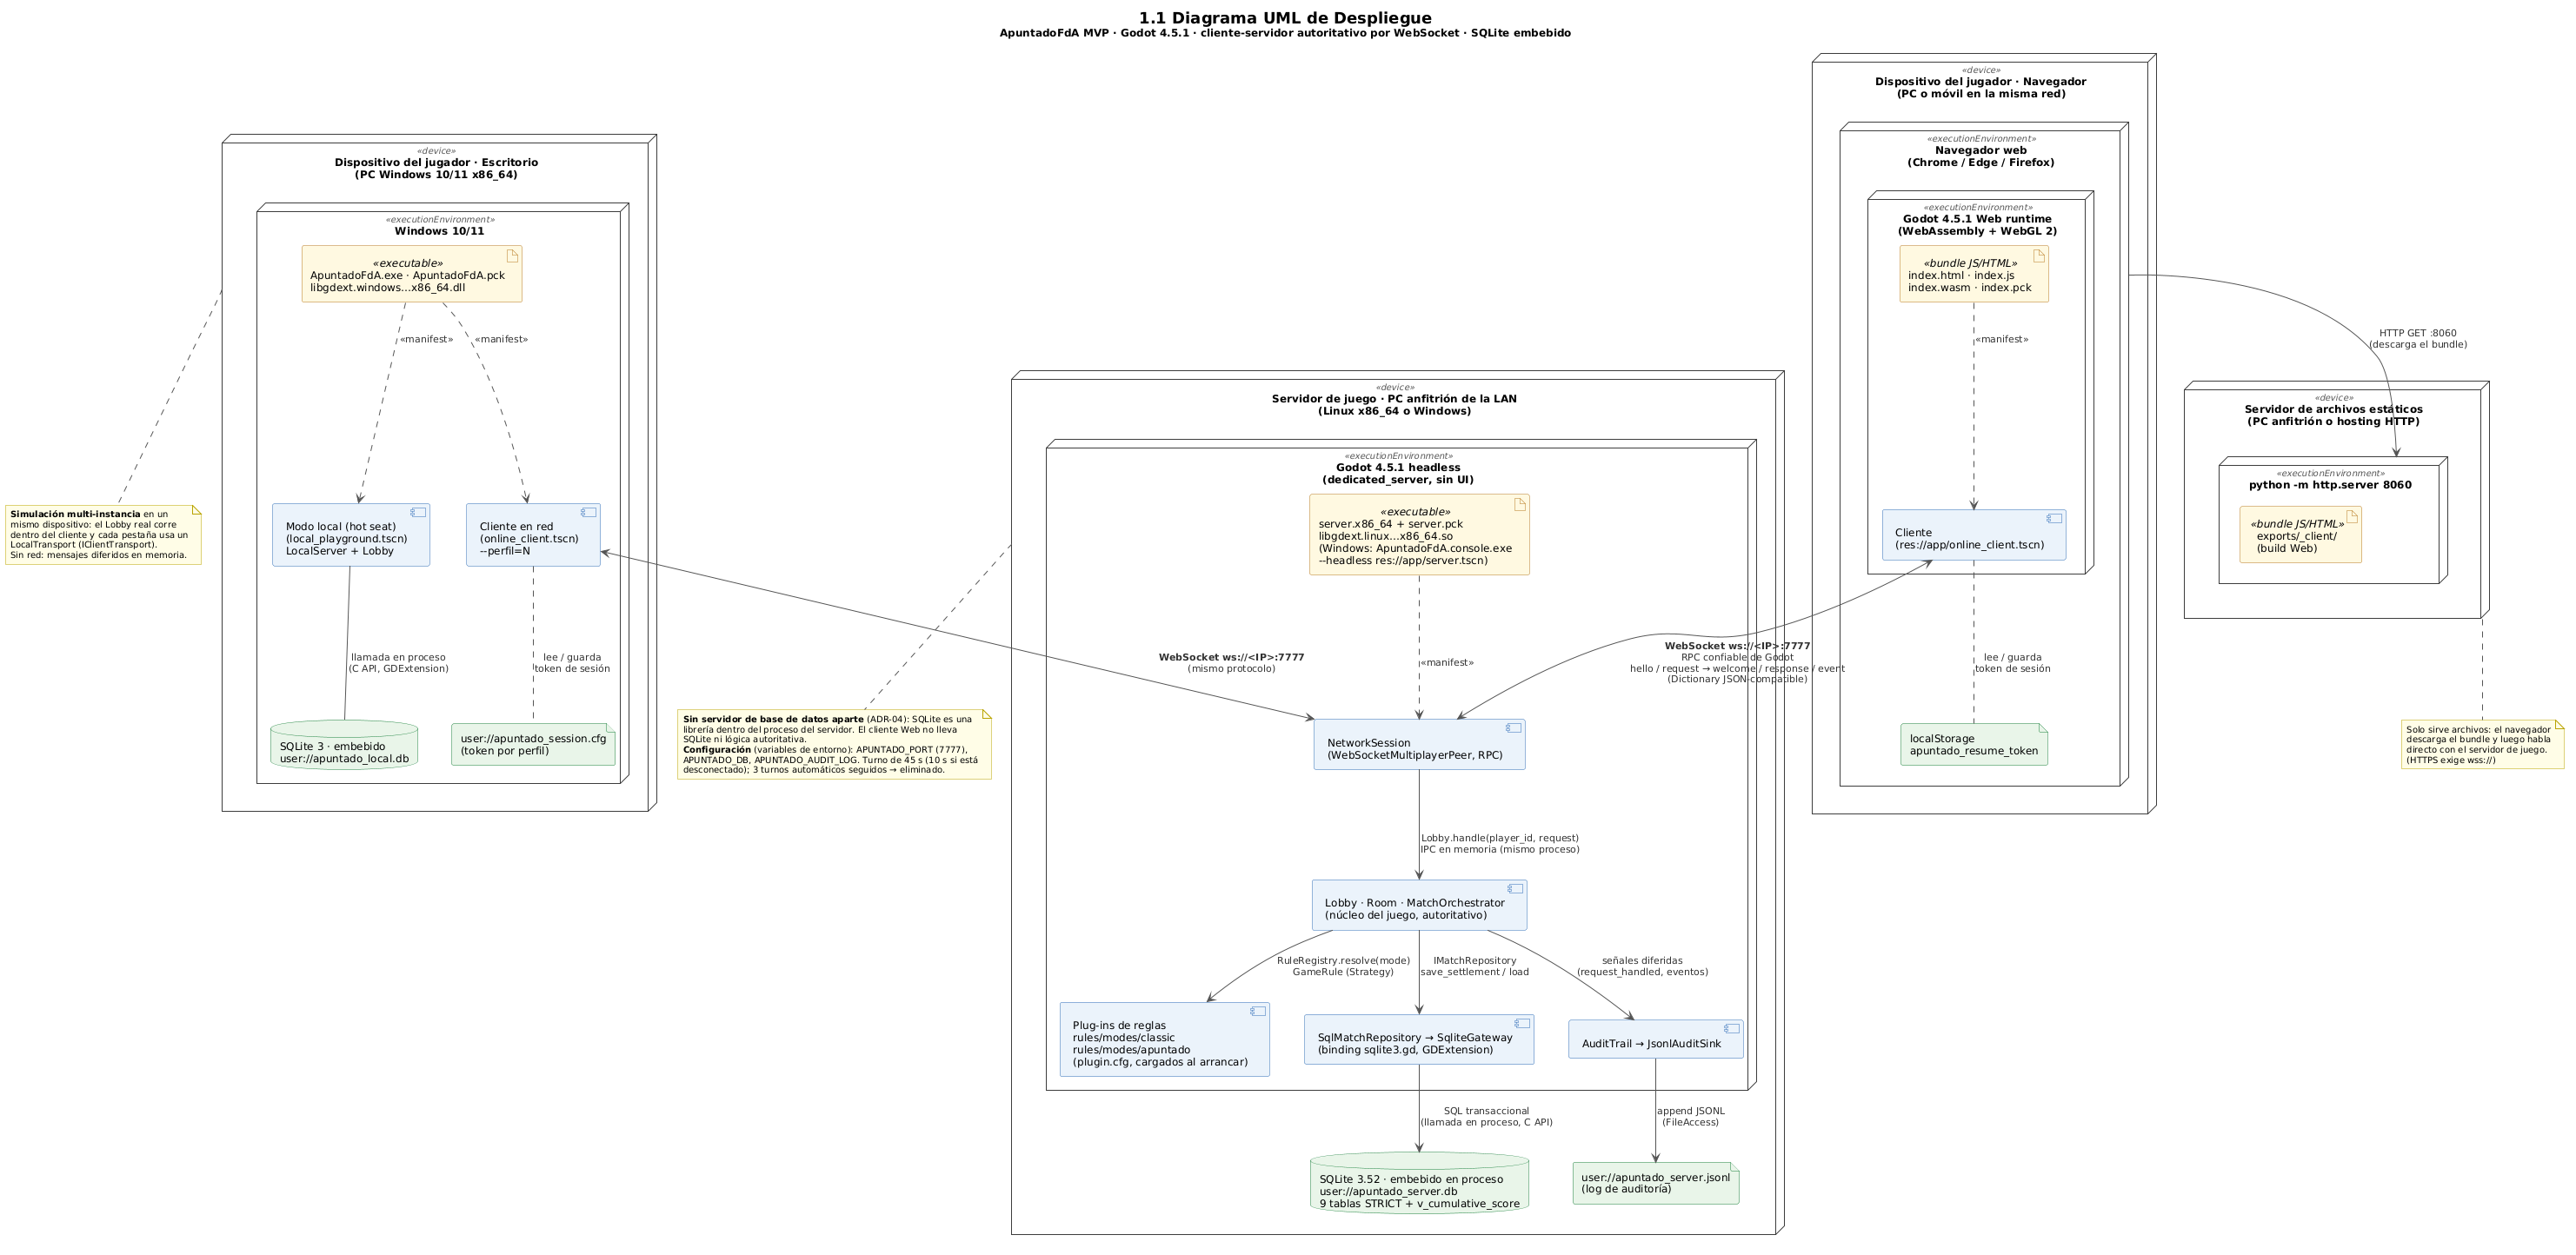 1.1 Diagrama UML de Despliegue
ApuntadoFdA MVP · Godot 4.5.1 · cliente-servidor autoritativo por WebSocket · SQLite embebido
«device»
Dispositivo del jugador · Escritorio
(PC Windows 10/11 x86_64)
«executionEnvironment»
Windows 10/11
«executable»
ApuntadoFdA.exe · ApuntadoFdA.pck
libgdext.windows...x86_64.dll
«manifest»
«manifest»
Modo local (hot seat)
(local_playground.tscn)
LocalServer + Lobby
Cliente en red
(online_client.tscn)
--perfil=N
llamada en proceso
(C API, GDExtension)
lee / guarda
token de sesión
SQLite 3 · embebido
user://apuntado_local.db
user://apuntado_session.cfg
(token por perfil)
Simulación multi-instancia en un
mismo dispositivo: el Lobby real corre
dentro del cliente y cada pestaña usa un
LocalTransport (IClientTransport).
Sin red: mensajes diferidos en memoria.
«device»
Servidor de juego · PC anfitrión de la LAN
(Linux x86_64 o Windows)
«executionEnvironment»
Godot 4.5.1 headless
(dedicated_server, sin UI)
«executable»
server.x86_64 + server.pck
libgdext.linux...x86_64.so
(Windows: ApuntadoFdA.console.exe
--headless res://app/server.tscn)
«manifest»
WebSocket ws://<IP>:7777
(mismo protocolo)
WebSocket ws://<IP>:7777
RPC confiable de Godot
hello / request → welcome / response / event
(Dictionary JSON-compatible)
Sin servidor de base de datos aparte (ADR-04): SQLite es una
librería dentro del proceso del servidor. El cliente Web no lleva
SQLite ni lógica autoritativa.
Configuración (variables de entorno): APUNTADO_PORT (7777),
APUNTADO_DB, APUNTADO_AUDIT_LOG. Turno de 45 s (10 s si está
desconectado); 3 turnos automáticos seguidos → eliminado.
NetworkSession
(WebSocketMultiplayerPeer, RPC)
Lobby.handle(player_id, request)
IPC en memoria (mismo proceso)
Lobby · Room · MatchOrchestrator
(núcleo del juego, autoritativo)
RuleRegistry.resolve(mode)
GameRule (Strategy)
IMatchRepository
save_settlement / load
señales diferidas
(request_handled, eventos)
Plug-ins de reglas
rules/modes/classic
rules/modes/apuntado
(plugin.cfg, cargados al arrancar)
SqlMatchRepository → SqliteGateway
(binding sqlite3.gd, GDExtension)
AuditTrail → JsonlAuditSink
SQL transaccional
(llamada en proceso, C API)
append JSONL
(FileAccess)
SQLite 3.52 · embebido en proceso
user://apuntado_server.db
9 tablas STRICT + v_cumulative_score
user://apuntado_server.jsonl
(log de auditoría)
«device»
Dispositivo del jugador · Navegador
(PC o móvil en la misma red)
«executionEnvironment»
Navegador web
(Chrome / Edge / Firefox)
«executionEnvironment»
Godot 4.5.1 Web runtime
(WebAssembly + WebGL 2)
«bundle JS/HTML»
index.html · index.js
index.wasm · index.pck
«manifest»
Cliente
(res://app/online_client.tscn)
lee / guarda
token de sesión
localStorage
apuntado_resume_token
HTTP GET :8060
(descarga el bundle)
«device»
Servidor de archivos estáticos
(PC anfitrión o hosting HTTP)
«executionEnvironment»
python -m http.server 8060
«bundle JS/HTML»
exports/_client/
(build Web)
Solo sirve archivos: el navegador
descarga el bundle y luego habla
directo con el servidor de juego.
(HTTPS exige wss://)